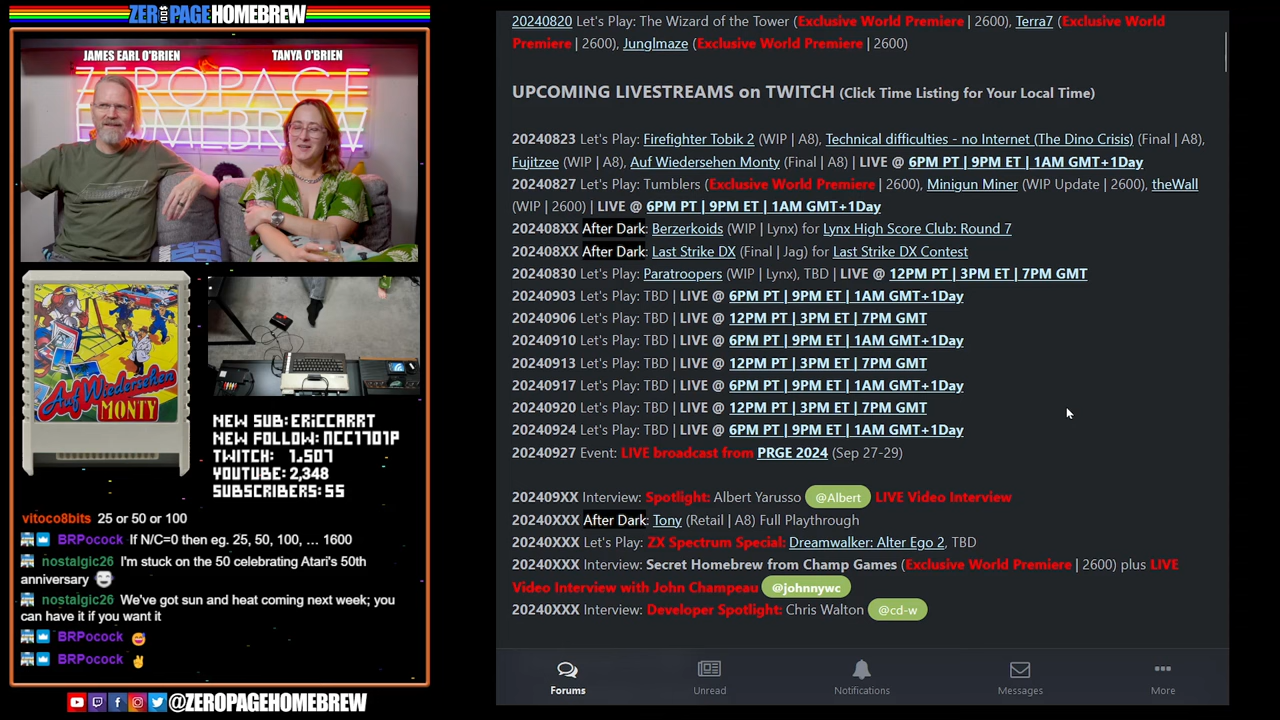 ZEROPAGEHOMEBREW
JAMES EARL O'BRIEN
TANYA O'BRIEN
ZEROPAGE
HOMEBREW
Auf Wiedersehen
MONTY
NEW SUB: ERICCARRT
NEW FOLLOW: NCC1701P
TWITCH: 1,507
YOUTUBE: 2,348
SUBSCRIBERS: 55
vitoco8bits 25 or 50 or 100
BRPocock If N/C=0 then eg. 25, 50, 100, ... 1600
nostalgic26 I'm stuck on the 50 celebrating Atari's 50th
anniversary
nostalgic26 We've got sun and heat coming next week; you
can have it if you want it
BRPocock
BRPocock
@ZEROPAGEHOMEBREW
20240820 Let's Play: The Wizard of the Tower (Exclusive World Premiere | 2600), Terra7 (Exclusive World
Premiere | 2600), Junglmaze (Exclusive World Premiere | 2600)
UPCOMING LIVESTREAMS on TWITCH (Click Time Listing for Your Local Time)
20240823 Let's Play: Firefighter Tobik 2 (WIP | A8), Technical difficulties - no Internet (The Dino Crisis) (Final | A8),
Fujitzee (WIP | A8), Auf Wiedersehen Monty (Final | A8) | LIVE @ 6PM PT | 9PM ET | 1AM GMT+1Day
20240827 Let's Play: Tumblers (Exclusive World Premiere | 2600), Minigun Miner (WIP Update | 2600), theWall
(WIP | 2600) | LIVE @ 6PM PT | 9PM ET | 1AM GMT+1Day
202408XX After Dark: Berzerkoids (WIP | Lynx) for Lynx High Score Club: Round 7
202408XX After Dark: Last Strike DX (Final | Jag) for Last Strike DX Contest
20240830 Let's Play: Paratroopers (WIP | Lynx), TBD | LIVE @ 12PM PT | 3PM ET | 7PM GMT
20240903 Let's Play: TBD | LIVE @ 6PM PT | 9PM ET | 1AM GMT+1Day
20240906 Let's Play: TBD | LIVE @ 12PM PT | 3PM ET | 7PM GMT
20240910 Let's Play: TBD | LIVE @ 6PM PT | 9PM ET | 1AM GMT+1Day
20240913 Let's Play: TBD | LIVE @ 12PM PT | 3PM ET | 7PM GMT
20240917 Let's Play: TBD | LIVE @ 6PM PT | 9PM ET | 1AM GMT+1Day
20240920 Let's Play: TBD | LIVE @ 12PM PT | 3PM ET | 7PM GMT
20240924 Let's Play: TBD | LIVE @ 6PM PT | 9PM ET | 1AM GMT+1Day
20240927 Event: LIVE broadcast from PRGE 2024 (Sep 27-29)
202409XX Interview: Spotlight: Albert Yarusso @Albert LIVE Video Interview
20240XXX After Dark: Tony (Retail | A8) Full Playthrough
20240XXX Let's Play: ZX Spectrum Special: Dreamwalker: Alter Ego 2, TBD
20240XXX Interview: Secret Homebrew from Champ Games (Exclusive World Premiere | 2600) plus LIVE
Video Interview with John Champeau @johnnywc
20240XXX Interview: Developer Spotlight: Chris Walton @cd-w
Forums
Unread
Notifications
Messages
More